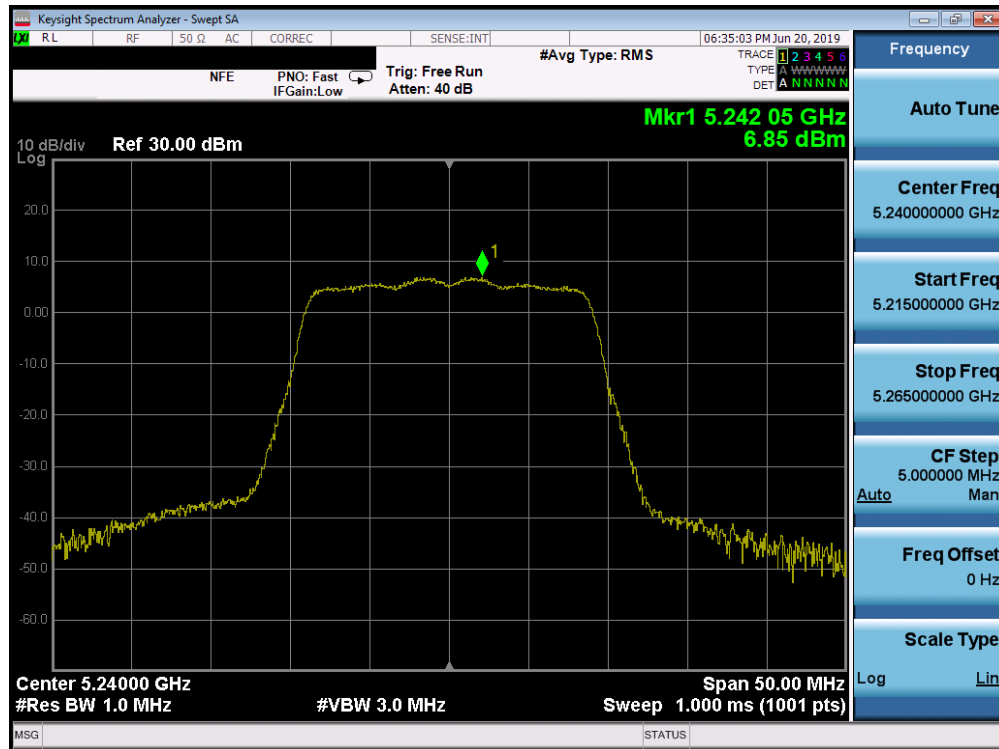 Keysight Spectrum Analyzer - Swept SA
LXI RL RF 50 Ω AC CORREC SENSE:INT 06:35:03 PM Jun 20, 2019
NFE PNO: Fast Trig: Free Run #Avg Type: RMS TRACE 1 2 3 4 5 6
IFGain:Low Atten: 40 dB TYPE A WWWWW
DET A N N N N N
Mkr1 5.242 05 GHz
6.85 dBm
10 dB/div Ref 30.00 dBm
Log
1
20.0
10.0
0.00
-10.0
-20.0
-30.0
-40.0
-50.0
-60.0
Center 5.24000 GHz Span 50.00 MHz
#Res BW 1.0 MHz #VBW 3.0 MHz Sweep 1.000 ms (1001 pts)
MSG STATUS
Frequency
Auto Tune
Center Freq
5.240000000 GHz
Start Freq
5.215000000 GHz
Stop Freq
5.265000000 GHz
CF Step
5.000000 MHz
Auto Man
Freq Offset
0 Hz
Scale Type
Log Lin